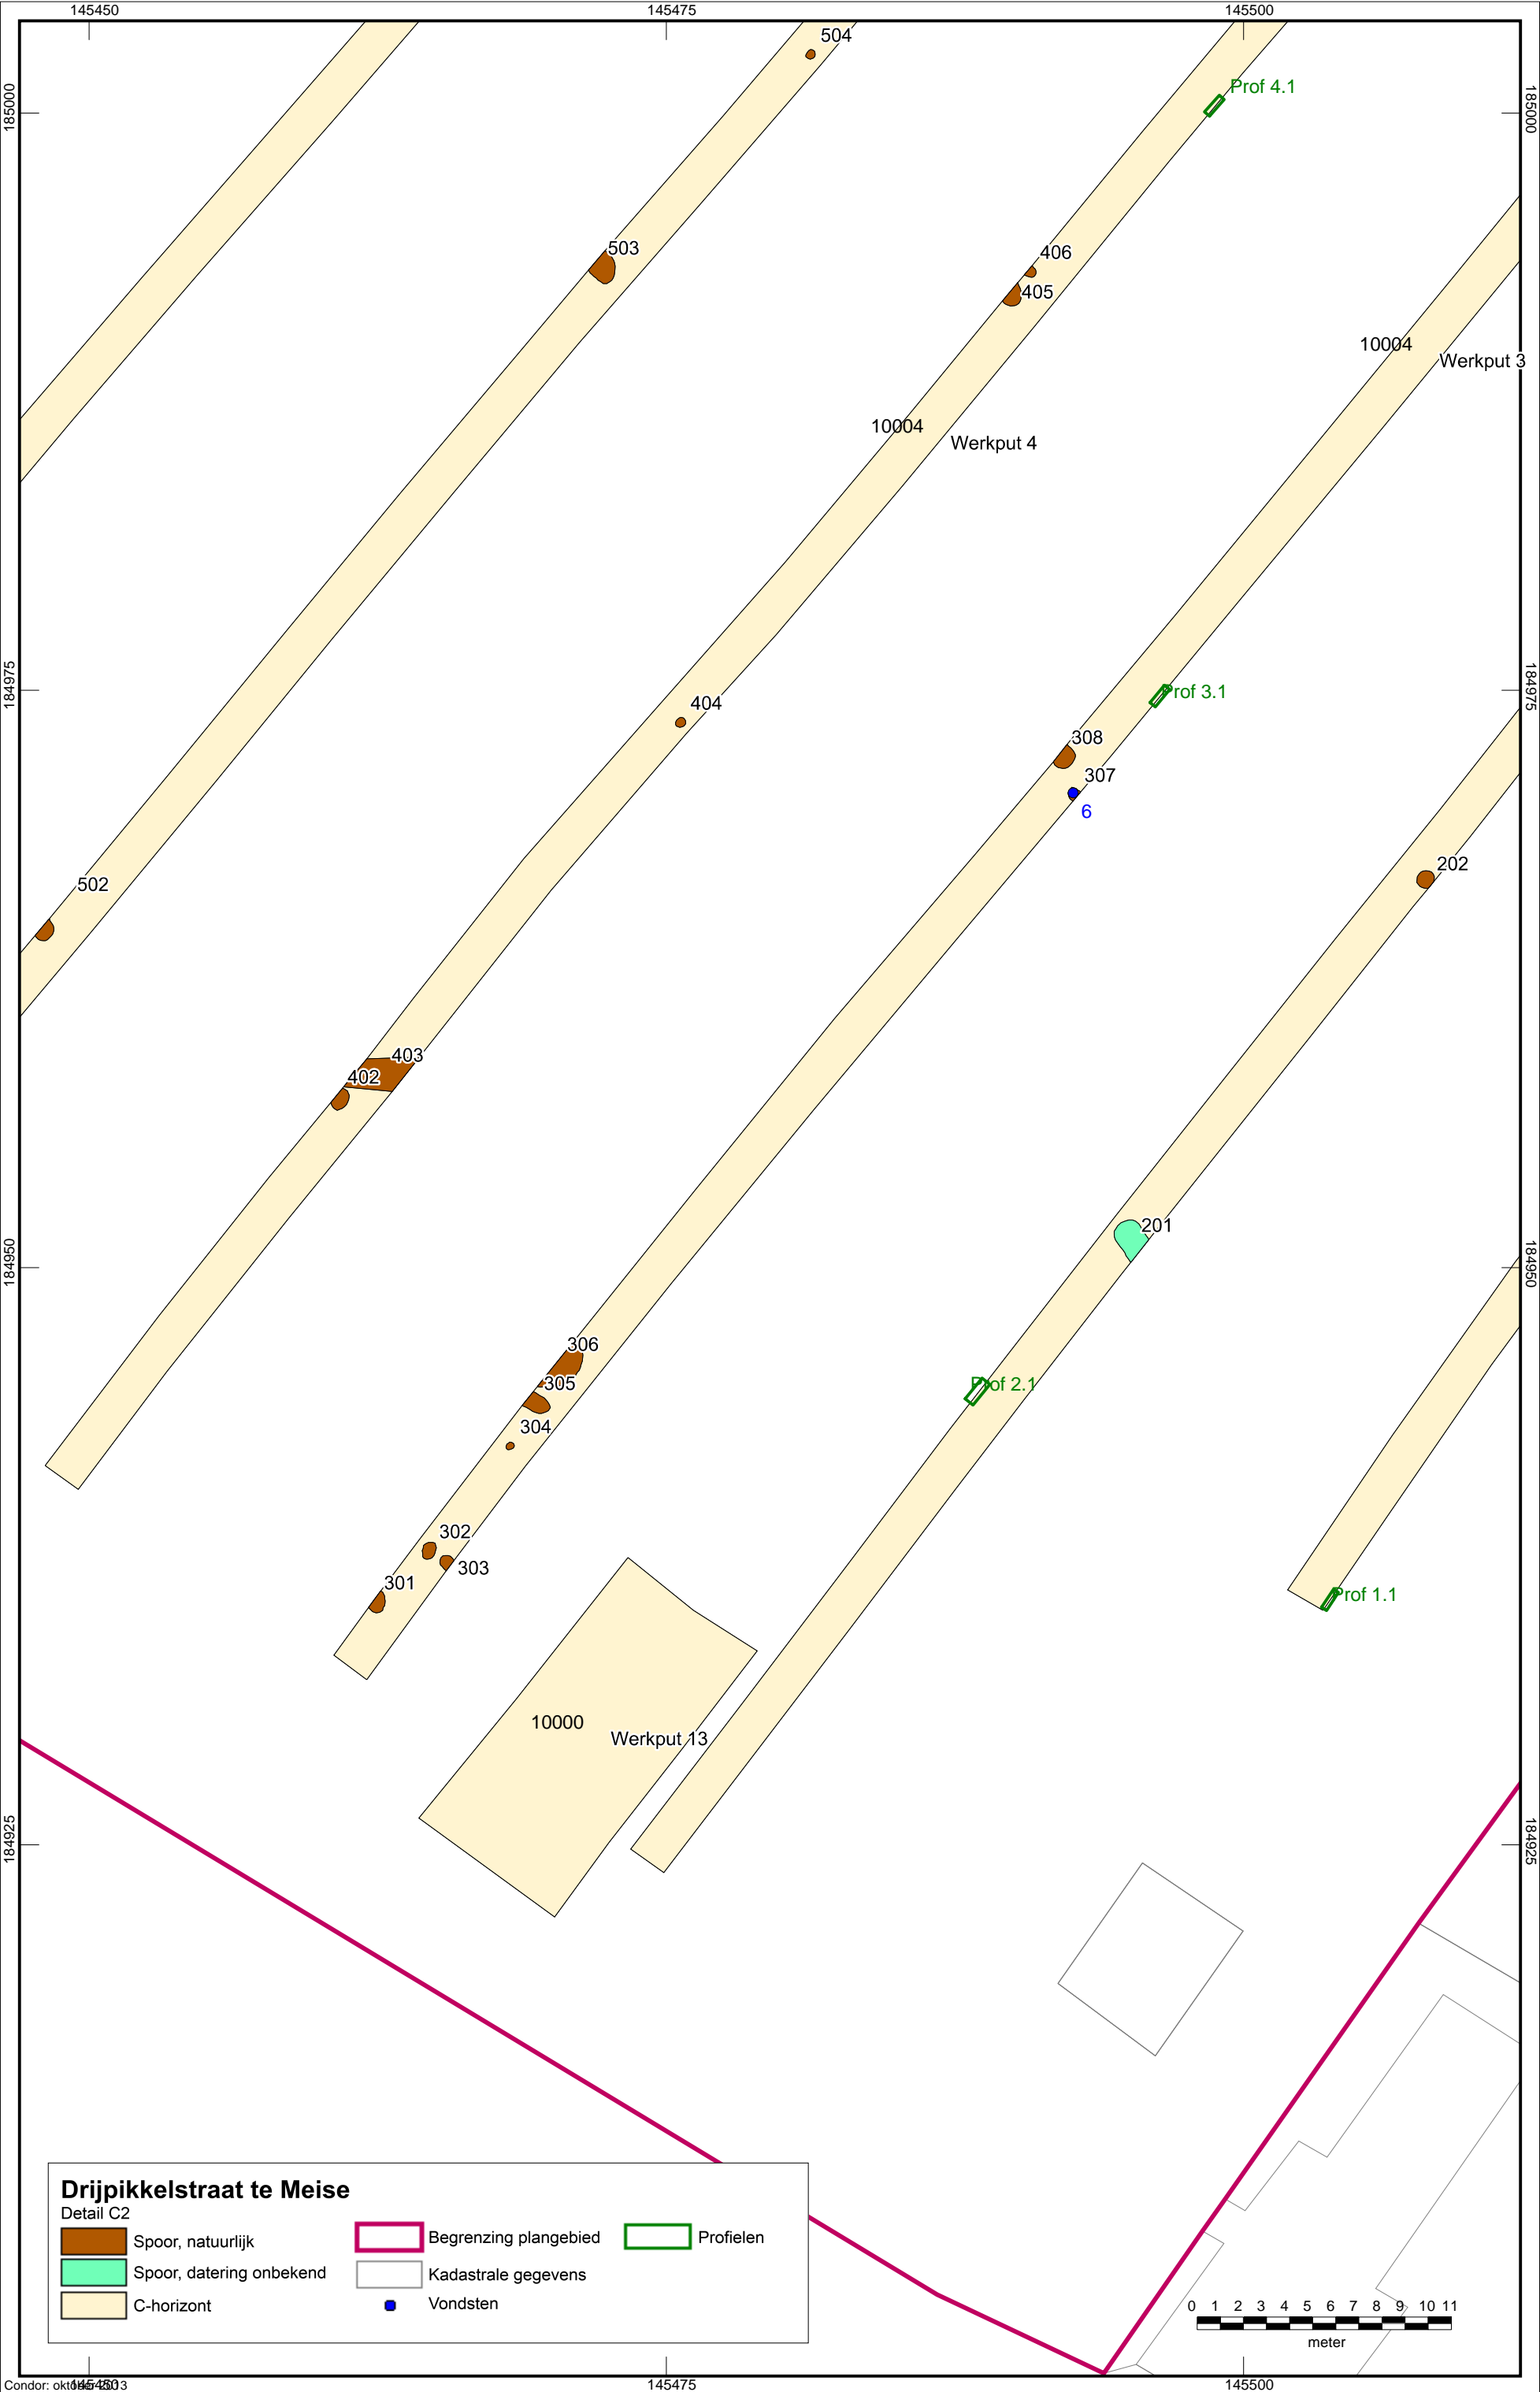 145450
145475
145500
504
Prof 4.1
185000
185000
503
406
405
10004
Werkput 3
10004
Werkput 4
184975
184975
Prof 3.1
404
308
307
6
202
502
403
402
201
184950
184950
306
305
Prof 2.1
304
302
303
301
Prof 1.1
10000
Werkput 13
184925
184925
Drijpikkelstraat te Meise
Detail C2
Spoor, natuurlijk
Spoor, datering onbekend
C-horizont
Begrenzing plangebied
Kadastrale gegevens
Vondsten
Profielen
0 1 2 3 4 5 6 7 8 9 10 11
meter
Condor: oktober 2013
145450
145475
145500